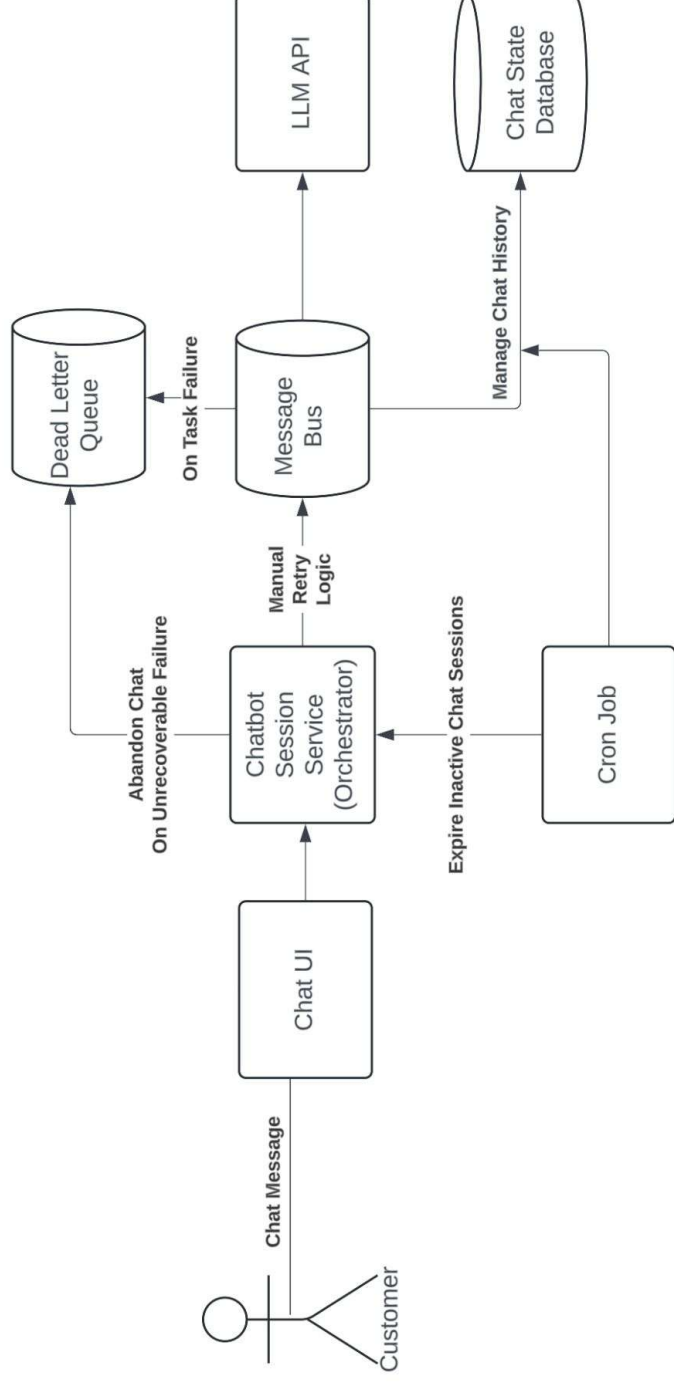 Customer
Chat Message
Chat UI
Abandon Chat
On Unrecoverable Failure
Chatbot
Session
Service
(Orchestrator)
Expire Inactive Chat Sessions
Cron Job
Manual
Retry
Logic
Dead Letter
Queue
On Task Failure
Message
Bus
Manage Chat History
LLM API
Chat State
Database